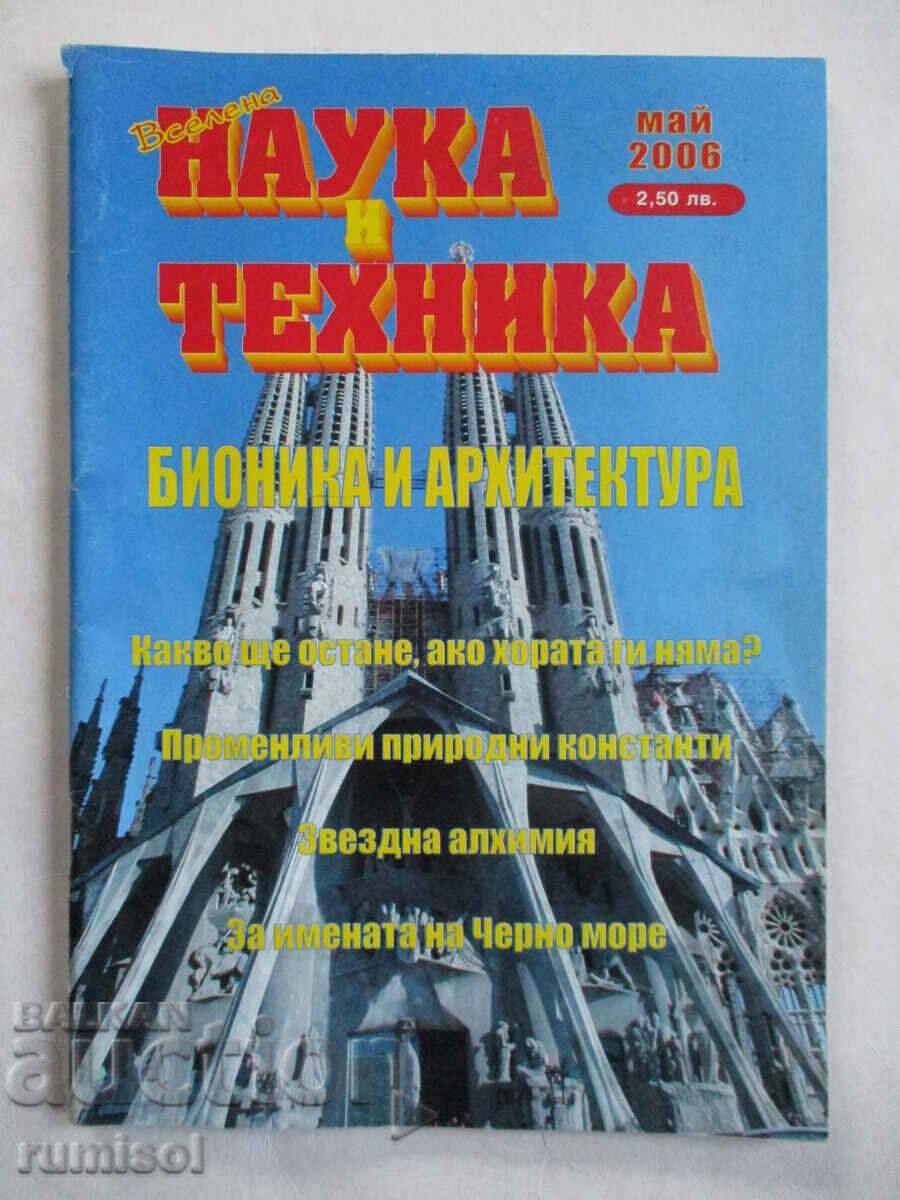 Вселена
НАУКА
и
ТЕХНИКА
май
2006
2,50 лв.
БИОНИКА И АРХИТЕКТУРА
Какво ще остане, ако хората ги няма?
Променливи природни константи
Звездна алхимия
За имената на Черно море
BALKAN
auction
rumisol